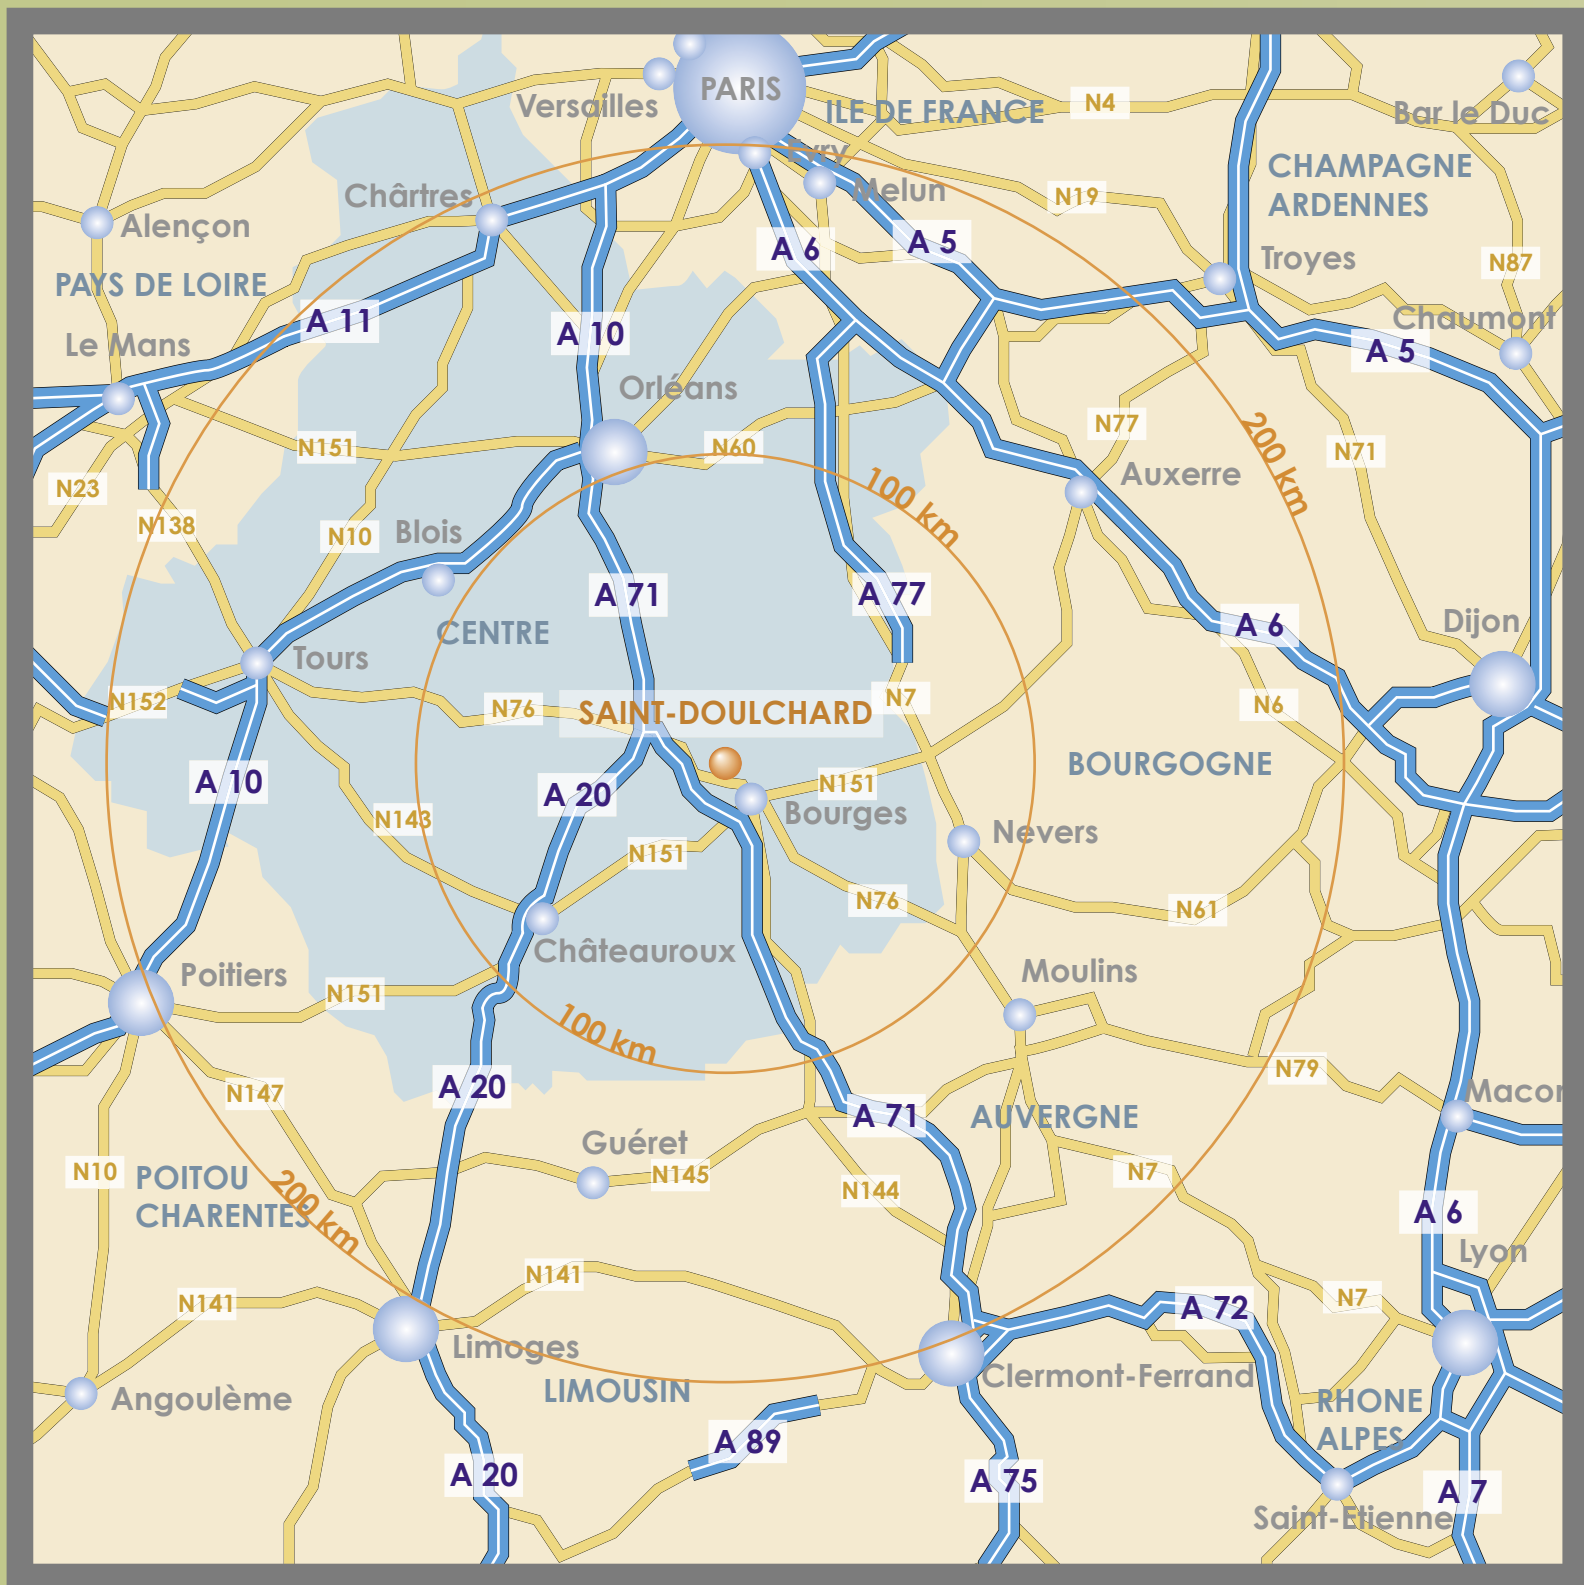 PARIS
Versailles
ILE DE FRANCE
N4
Bar le Duc
Evry
CHAMPAGNE
ARDENNES
Chârtres
Melun
N19
Alençon
A 6
A 5
Troyes
N87
PAYS DE LOIRE
A 11
A 10
Chaumont
Le Mans
A 5
Orléans
N151
N60
N77
200 km
N71
N23
100 km
Auxerre
N138
N10
Blois
A 71
A 77
A 6
Dijon
CENTRE
Tours
N152
N76
SAINT-DOULCHARD
N7
N6
BOURGOGNE
A 10
A 20
N151
Bourges
N143
N151
Nevers
N76
N61
Châteauroux
Poitiers
N151
Moulins
100 km
N147
A 20
N79
Macon
A 71
AUVERGNE
Guéret
N10
POITOU
CHARENTES
N145
N144
N7
200 km
A 6
Lyon
N141
N141
N7
A 72
Limoges
Clermont-Ferrand
Angoulème
LIMOUSIN
RHONE
ALPES
A 89
A 20
A 75
A 7
Saint-Etienne